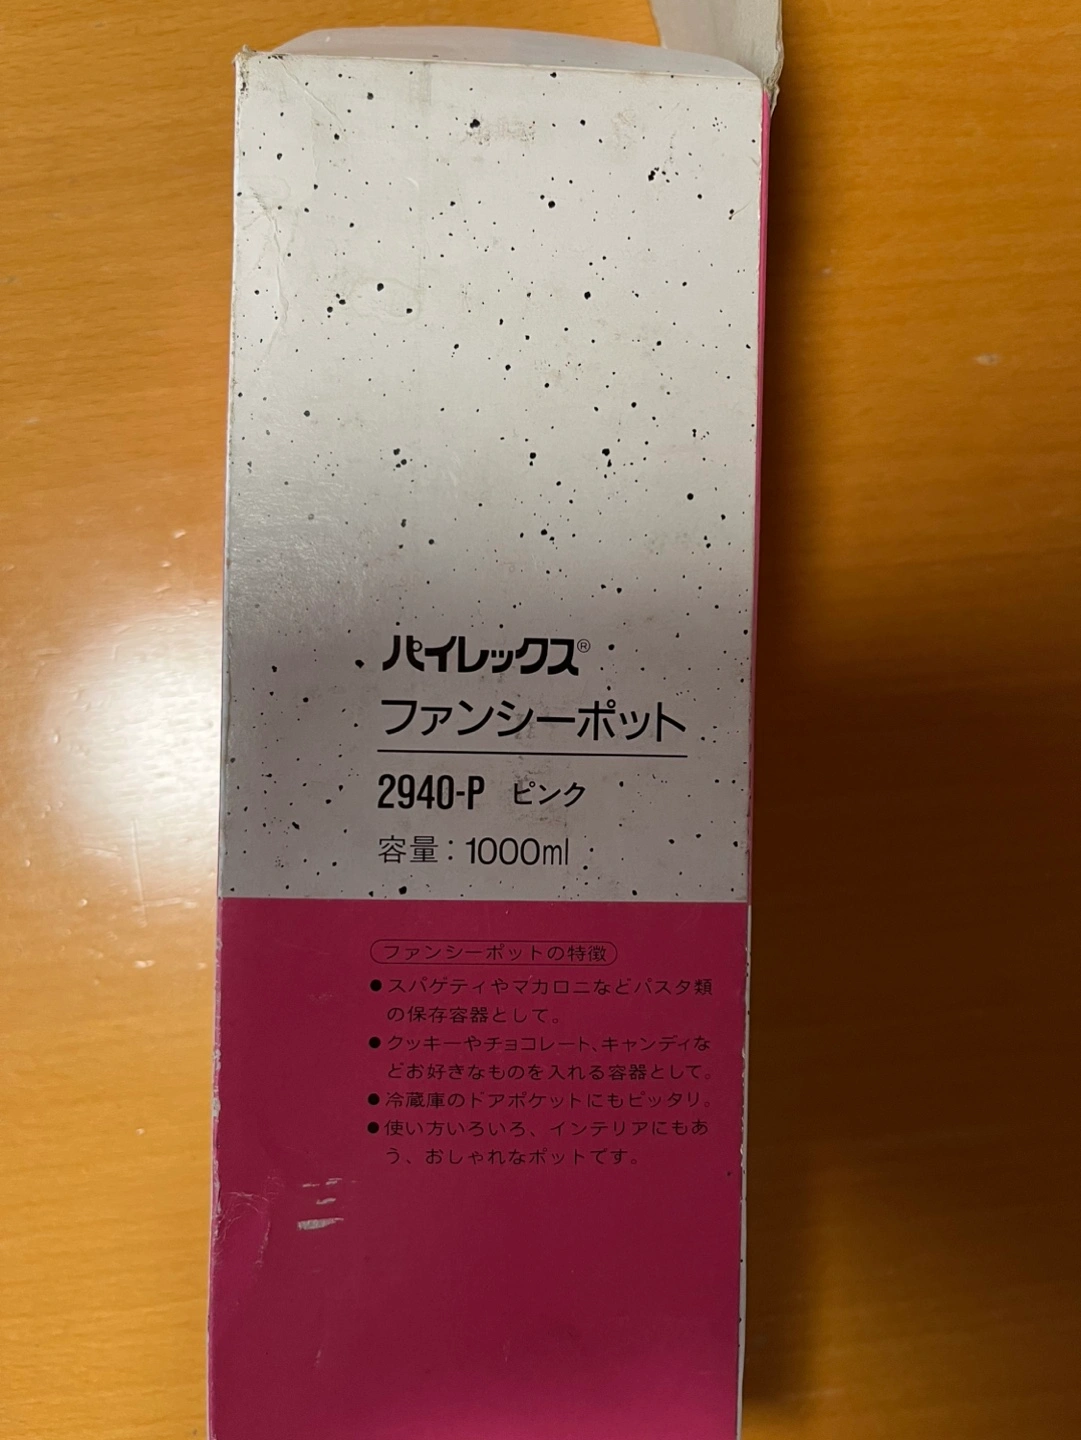 パイレックス®
ファンシーポット
2940-P ピンク
容量：1000ml
ファンシーポットの特徴
●スパゲティやマカロニなどパスタ類
の保存容器として。
●クッキーやチョコレート、キャンディな
どお好きなものを入れる容器として。
●冷蔵庫のドアポケットにもピッタリ。
●使い方いろいろ、インテリアにもあ
う、おしゃれなポットです。